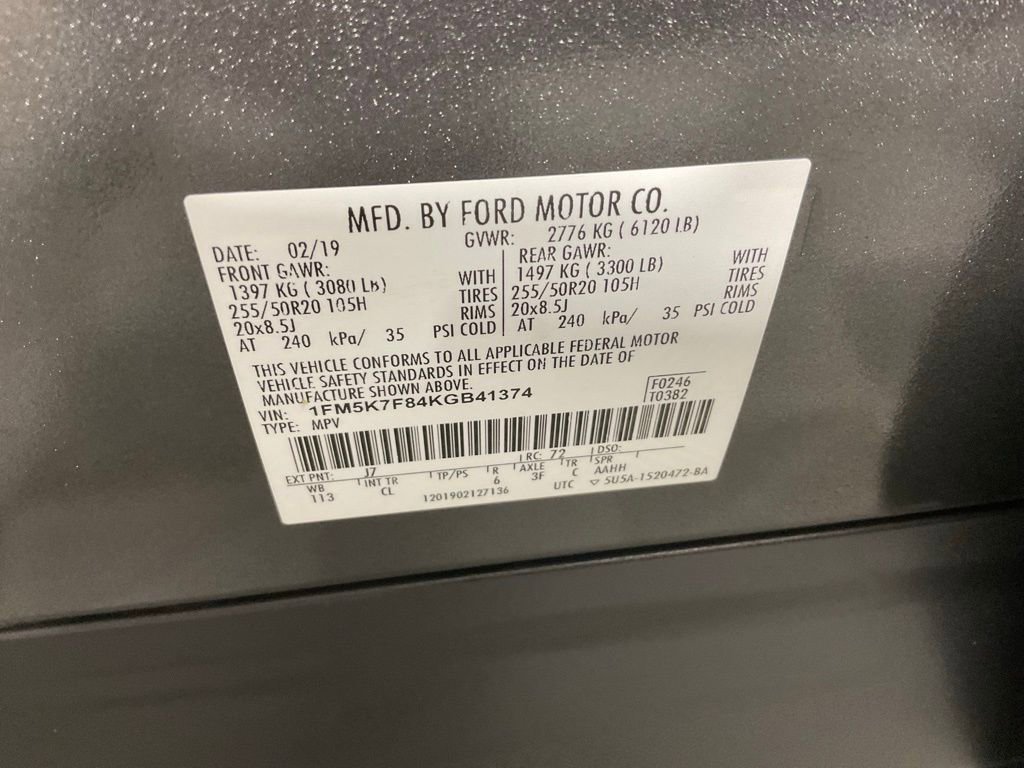 MFD. BY FORD MOTOR CO.
DATE: 02/19 GVWR: 2776 KG ( 6120 LB)
FRONT GAWR: REAR GAWR:
1397 KG ( 3080 LB) WITH 1497 KG ( 3300 LB) WITH
255/50R20 105H TIRES 255/50R20 105H TIRES
20x8.5J RIMS 20x8.5J RIMS
AT 240 kPa/ 35 PSI COLD AT 240 kPa/ 35 PSI COLD
THIS VEHICLE CONFORMS TO ALL APPLICABLE FEDERAL MOTOR
VEHICLE SAFETY STANDARDS IN EFFECT ON THE DATE OF
MANUFACTURE SHOWN ABOVE.
VIN: 1FM5K7F84KGB41374 F0246
TYPE: MPV T0382
EXT PNT: J7 RC: 72 DSO:
WB INT TR TP/PS R AXLE TR SPR
113 CL 6 3F C AAHH
1201902127136 UTC ▽ 5U5A-1520472-BA